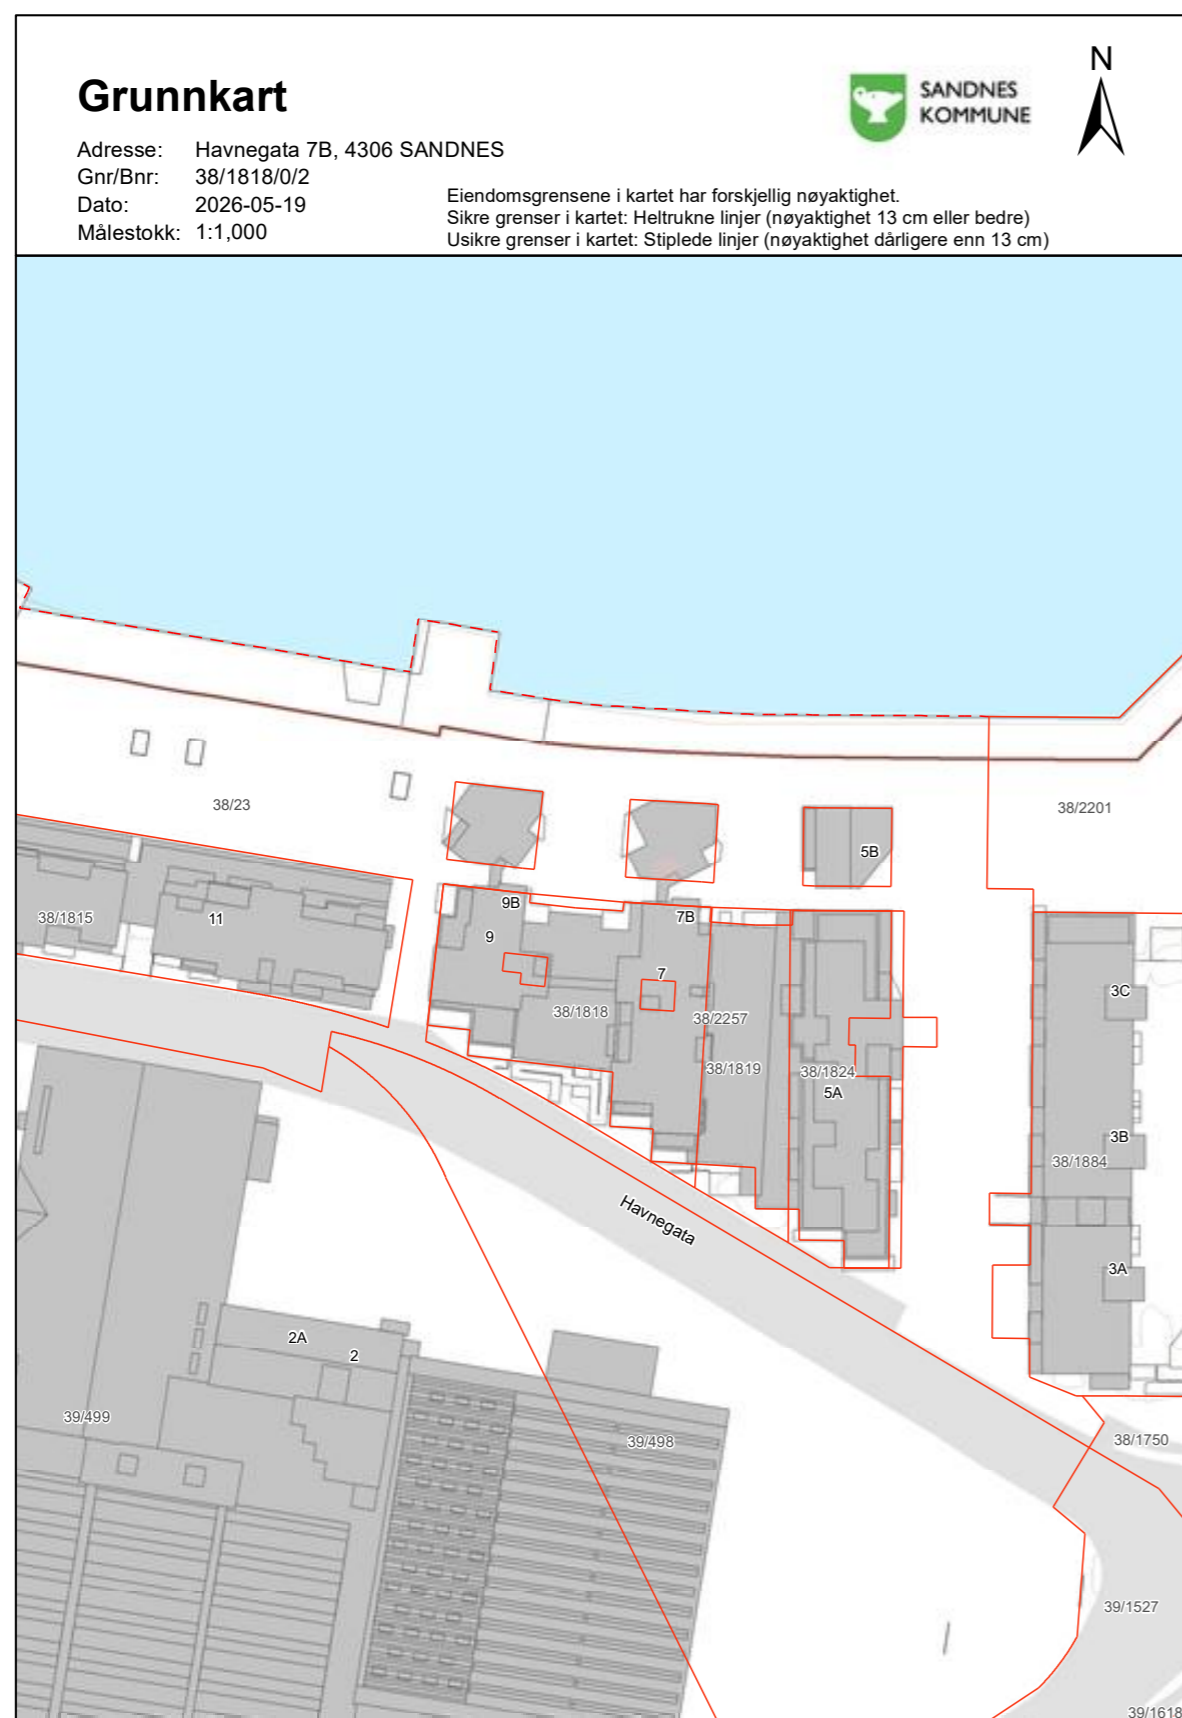 N
SANDNES
KOMMUNE
Grunnkart
Adresse: Havnegata 7B, 4306 SANDNES
Gnr/Bnr: 38/1818/0/2
Dato: 2026-05-19
Målestokk: 1:1,000
Eiendomsgrensene i kartet har forskjellig nøyaktighet.
Sikre grenser i kartet: Heltrukne linjer (nøyaktighet 13 cm eller bedre)
Usikre grenser i kartet: Stiplede linjer (nøyaktighet dårligere enn 13 cm)
38/23
38/2201
5B
9B
7B
38/1815
11
9
7
3C
38/1818
38/2257
38/1819
38/1824
5A
3B
38/1884
Havnegata
3A
2A
2
39/499
39/498
38/1750
39/1527
39/1618